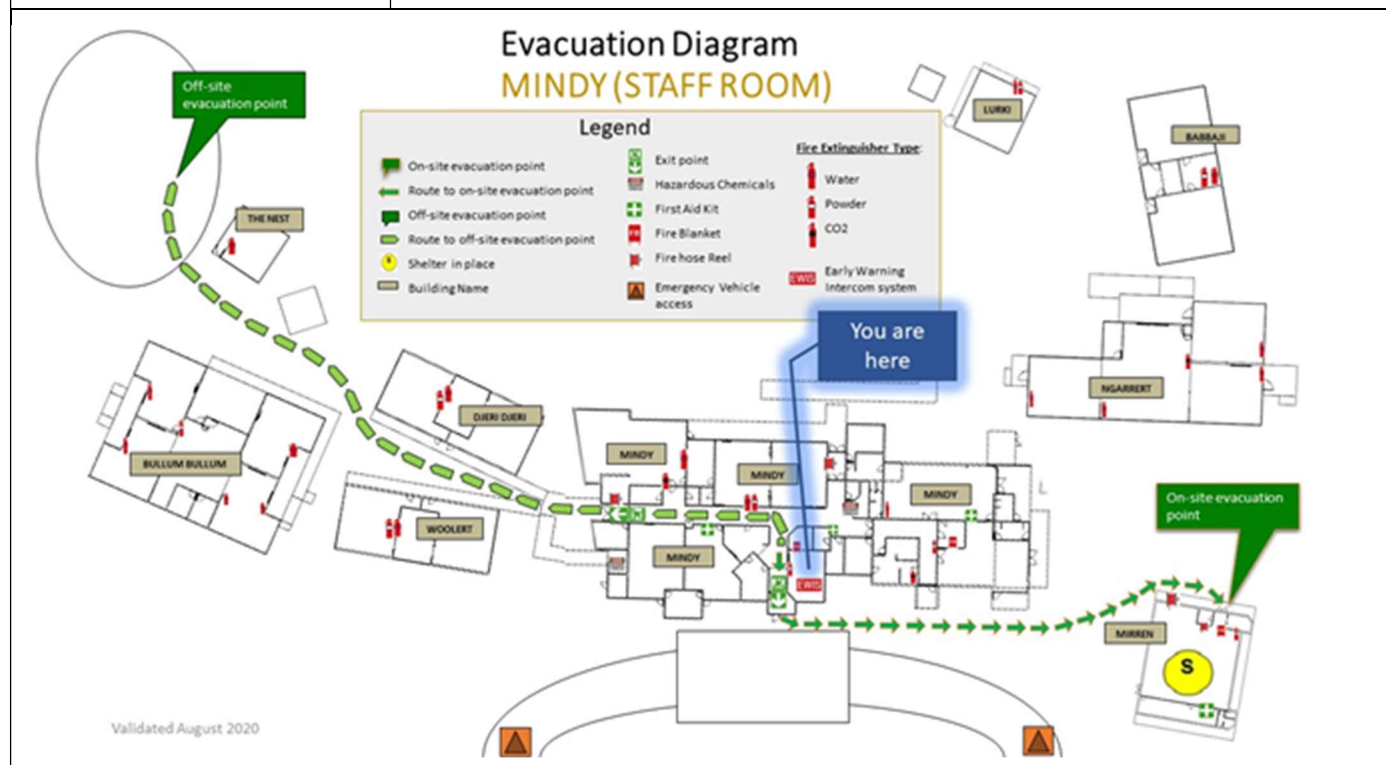 Evacuation Diagram
MINDY (STAFF ROOM)
Off-site
evacuation point
Legend
On-site evacuation point
Route to on-site evacuation point
Off-site evacuation point
Route to off-site evacuation point
S
Shelter in place
Building Name
Exit point
Hazardous Chemicals
First Aid Kit
FB
Fire Blanket
Fire hose Reel
Emergency Vehicle
access
Fire Extinguisher Type:
Water
Powder
CO2
EWIS
Early Warning
Intercom system
LURKI
BABBAJI
THE NEST
You are
here
NGARRERT
DJERI DJERI
BULLUM BULLUM
MINDY
MINDY
MINDY
WOOLERT
MINDY
EWIS
On-site evacuation
point
MIRREN
S
Validated August 2020